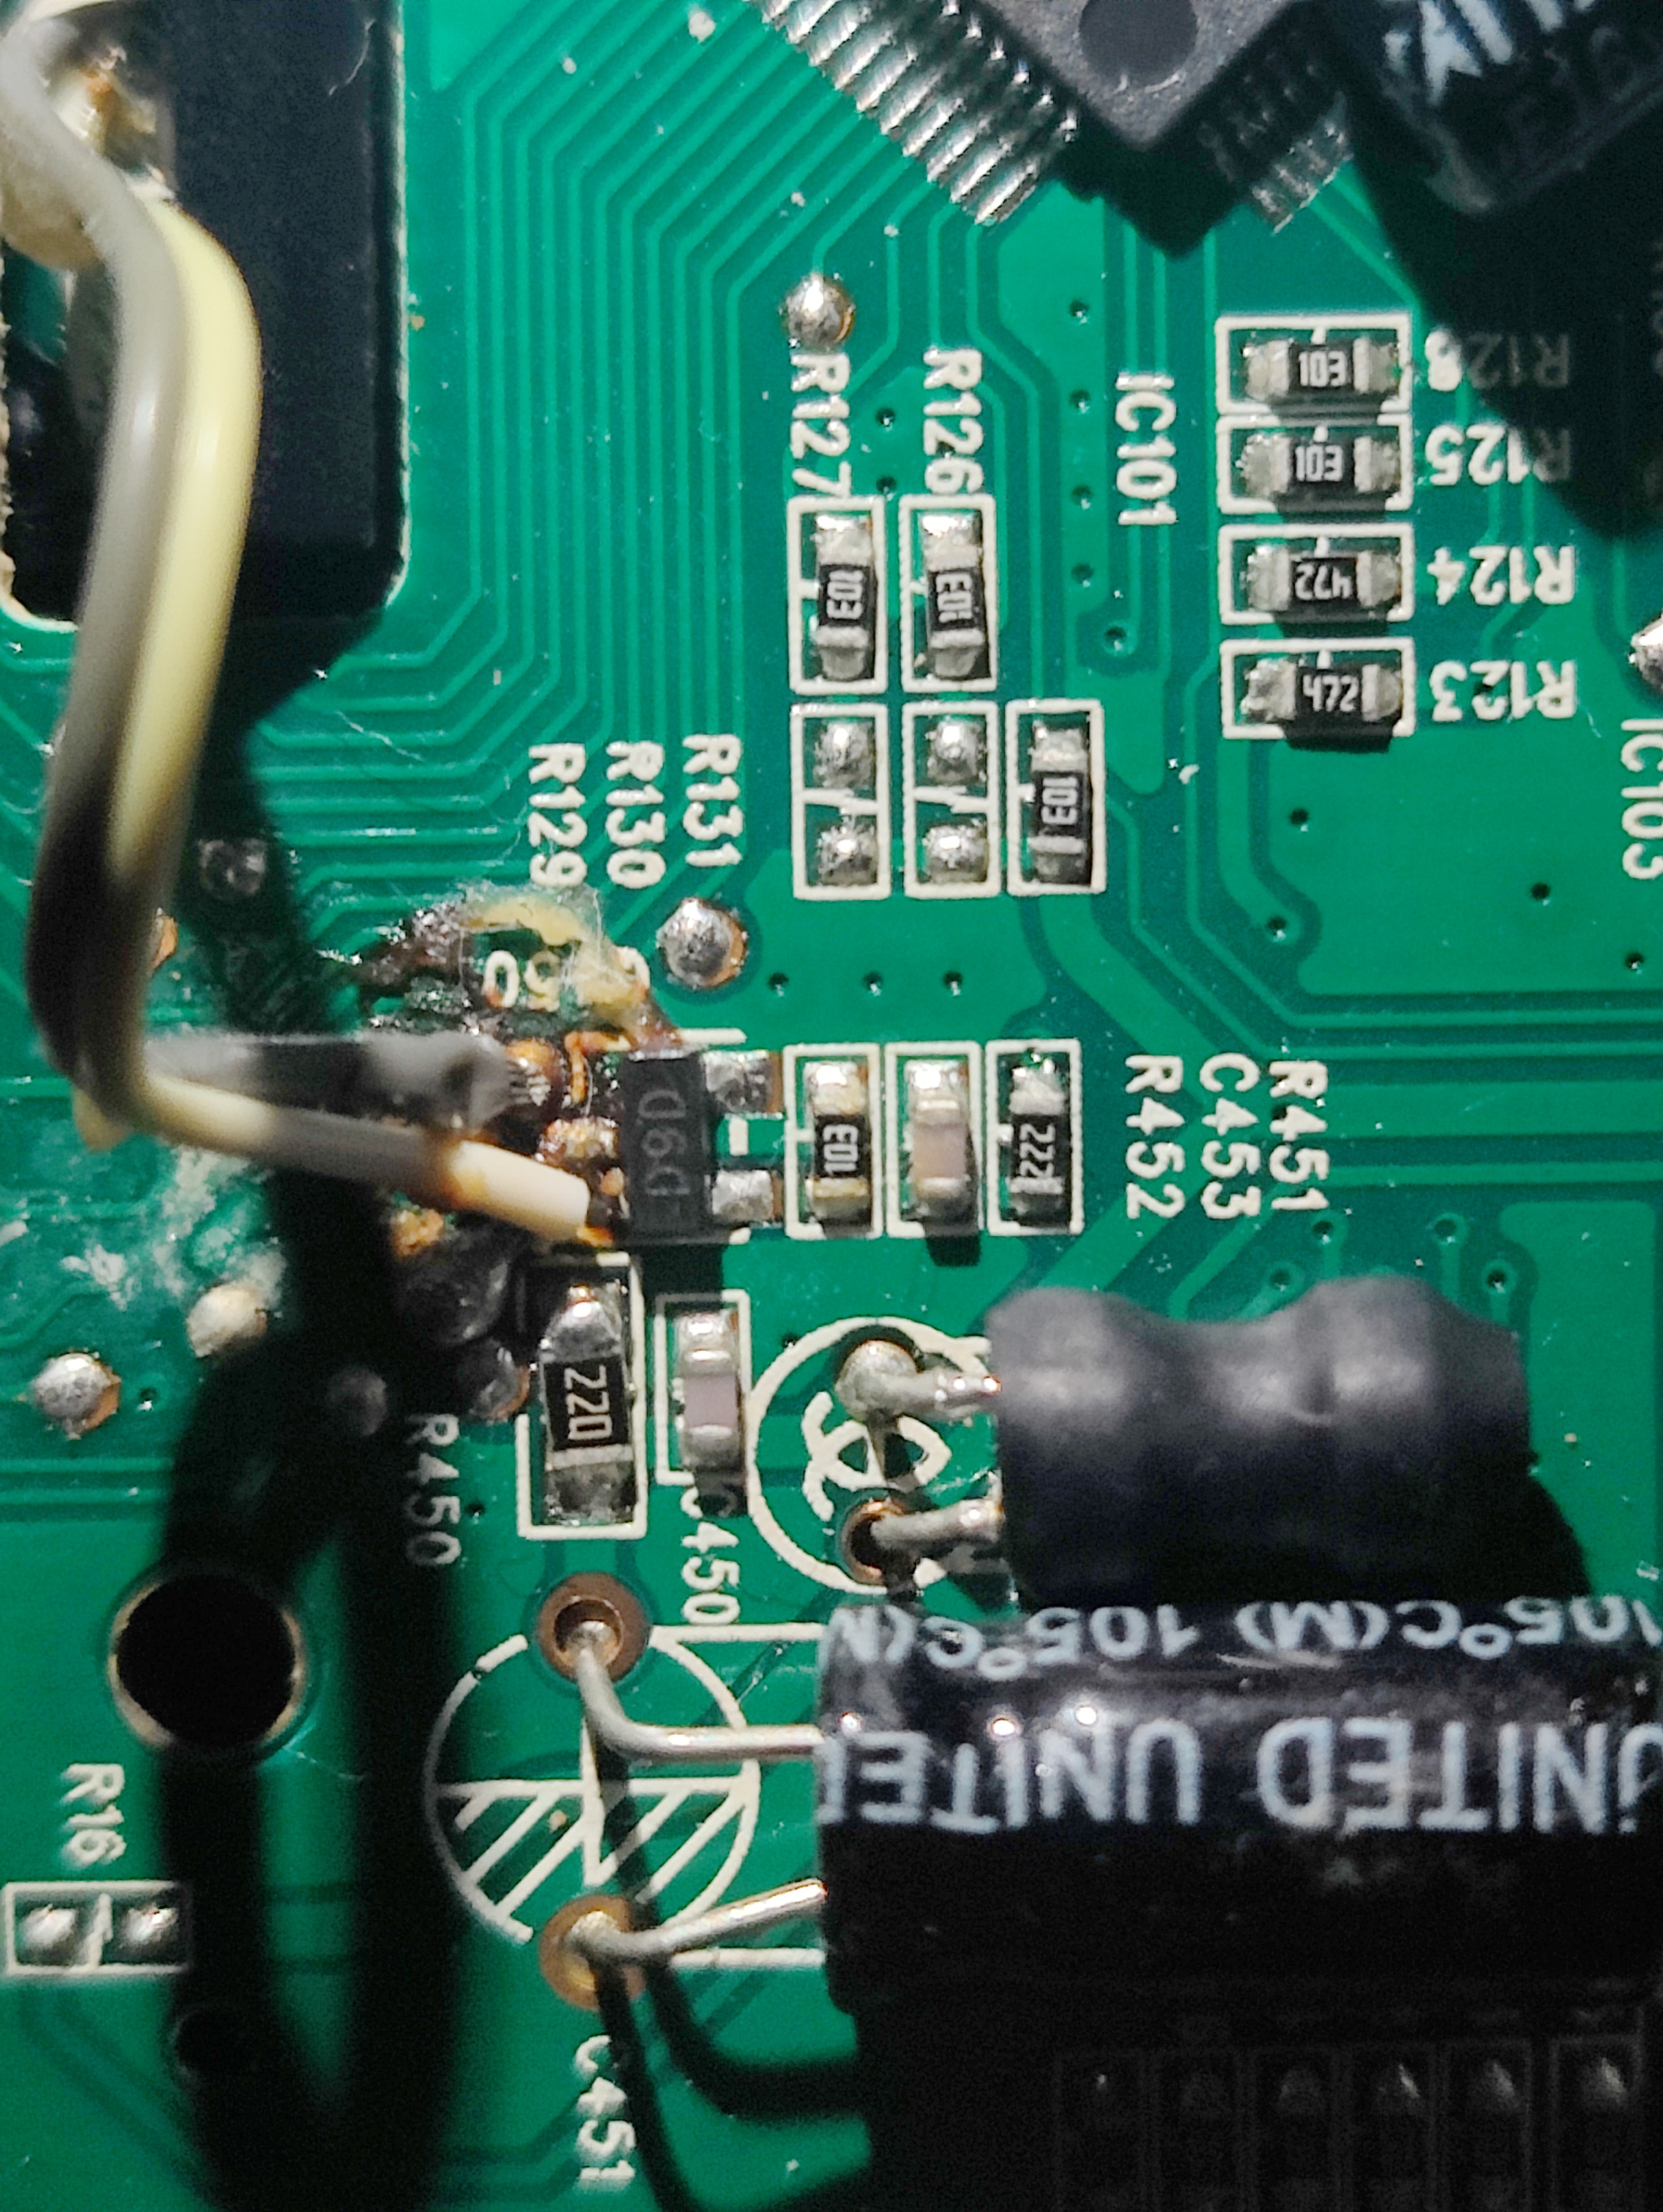 R128
103
R125
103
R124
472
R123
472
IC101
IC103
R127
R126
103
103
103
R129
R130
R131
103
222
R452
C453
R451
220
R450
C450
105°C(M) 105°C(M
UNITED UNITED
R16
C451